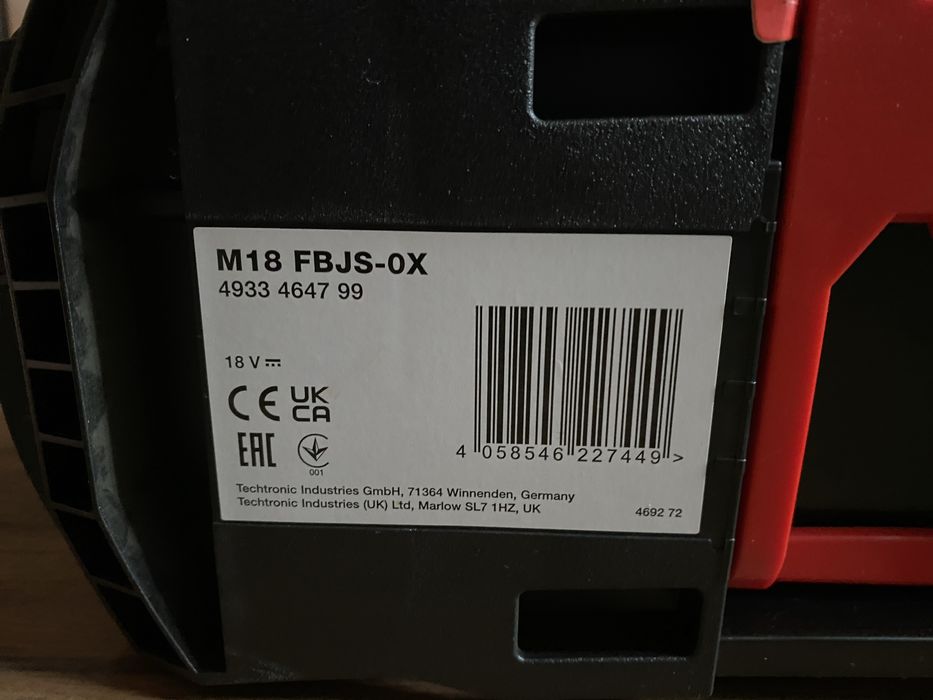 M18 FBJS-0X
4933 4647 99
18 V
CE UK
CA
EAC
001
4 058546 227449 >
Techtronic Industries GmbH, 71364 Winnenden, Germany
Techtronic Industries (UK) Ltd, Marlow SL7 1HZ, UK
4692 72